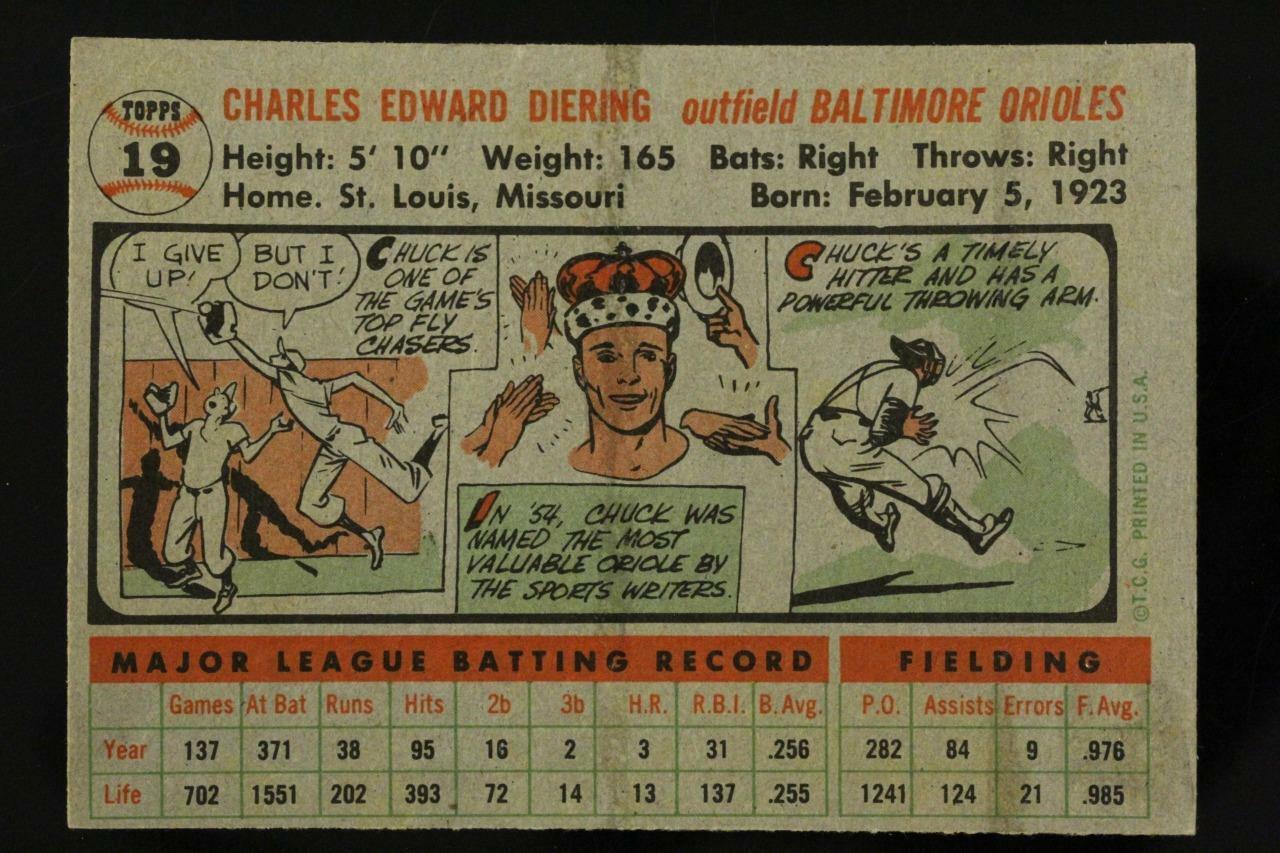 TOPPS
19
CHARLES EDWARD DIERING outfield BALTIMORE ORIOLES
Height: 5' 10" Weight: 165 Bats: Right Throws: Right
Home. St. Louis, Missouri Born: February 5, 1923
I GIVE
UP!
BUT I
DON'T!
CHUCK IS
ONE OF
THE GAME'S
TOP FLY
CHASERS.
IN '54, CHUCK WAS
NAMED THE MOST
VALUABLE ORIOLE BY
THE SPORTS WRITERS.
CHUCK'S A TIMELY
HITTER AND HAS A
POWERFUL THROWING ARM.
©T.C.G. PRINTED IN U.S.A.
MAJOR LEAGUE BATTING RECORD FIELDING
Games At Bat Runs Hits 2b 3b H.R. R.B.I. B. Avg. P.O. Assists Errors F. Avg.
Year 137 371 38 95 16 2 3 31 .256 282 84 9 .976
Life 702 1551 202 393 72 14 13 137 .255 1241 124 21 .985